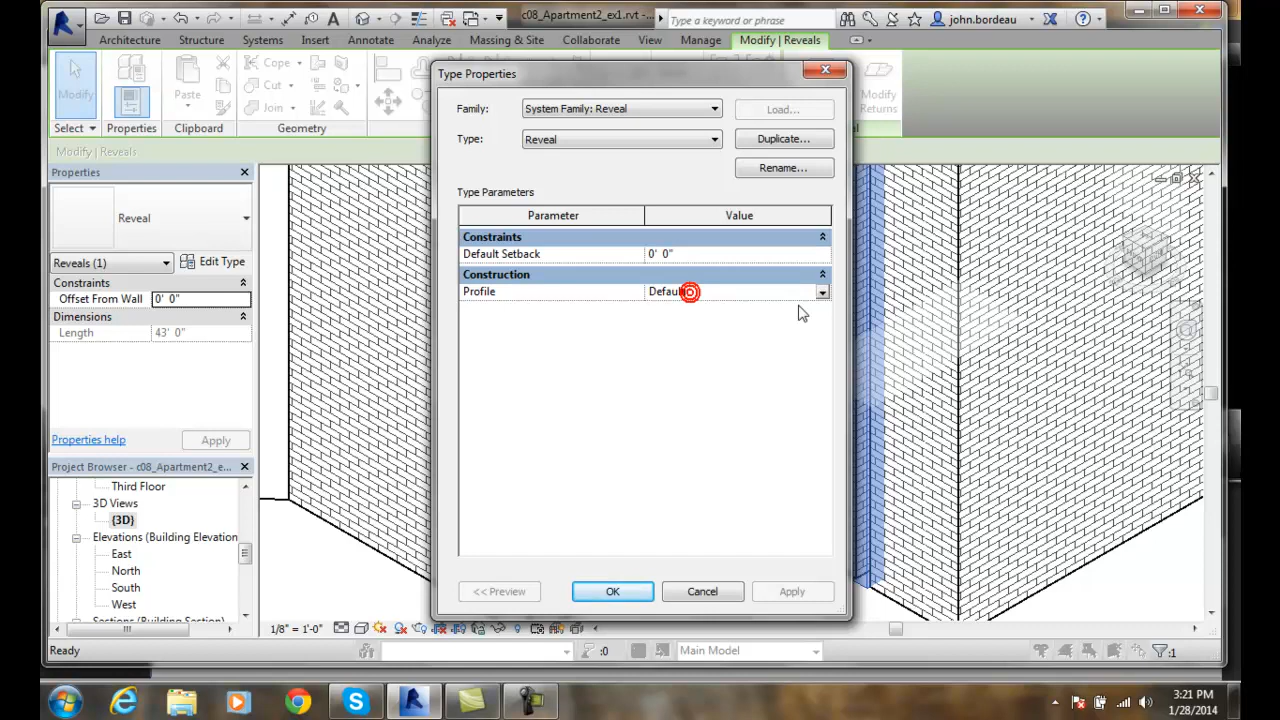 c08_Apartment2_ex1.rvt -...
Type a keyword or phrase
john.bordeau
Architecture Structure Systems Insert Annotate Analyze Massing & Site Collaborate View Manage Modify | Reveals
Modify
Paste
Cope
Cut
Join
Modify
Returns
Select Properties Clipboard Geometry
Modify | Reveals
Properties
Reveal
Reveals (1) Edit Type
Constraints
Offset From Wall 0' 0"
Dimensions
Length 43' 0"
Properties help Apply
Project Browser - c08_Apartment2_e...
Third Floor
3D Views
{3D}
Elevations (Building Elevation
East
North
South
West
Sections (Building Section)
Type Properties
Family: System Family: Reveal Load...
Type: Reveal Duplicate...
Rename...
Type Parameters
Parameter Value
Constraints
Default Setback 0' 0"
Construction
Profile Default
<< Preview OK Cancel Apply
1/8" = 1'-0"
Ready :0 Main Model :1
3:21 PM
1/28/2014